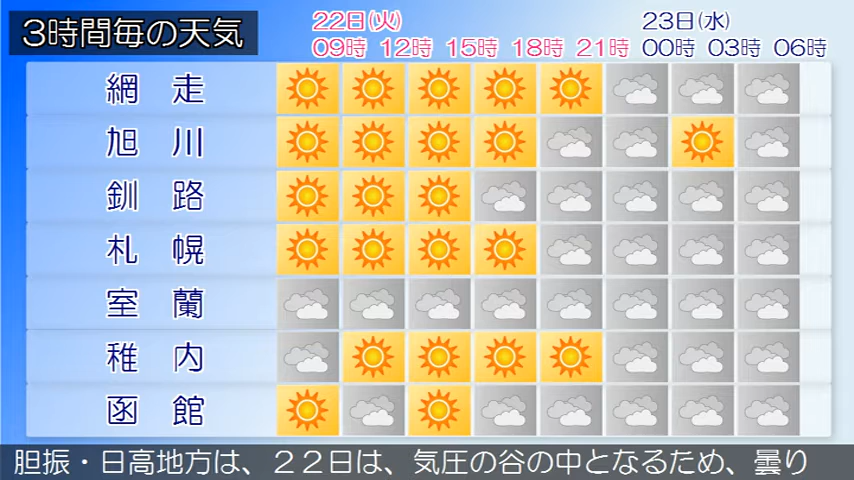 3時間毎の天気
22日(火) 23日(水)
09時 12時 15時 18時 21時 00時 03時 06時
網走
旭川
釧路
札幌
室蘭
稚内
函館
胆振・日高地方は、22日は、気圧の谷の中となるため、曇り